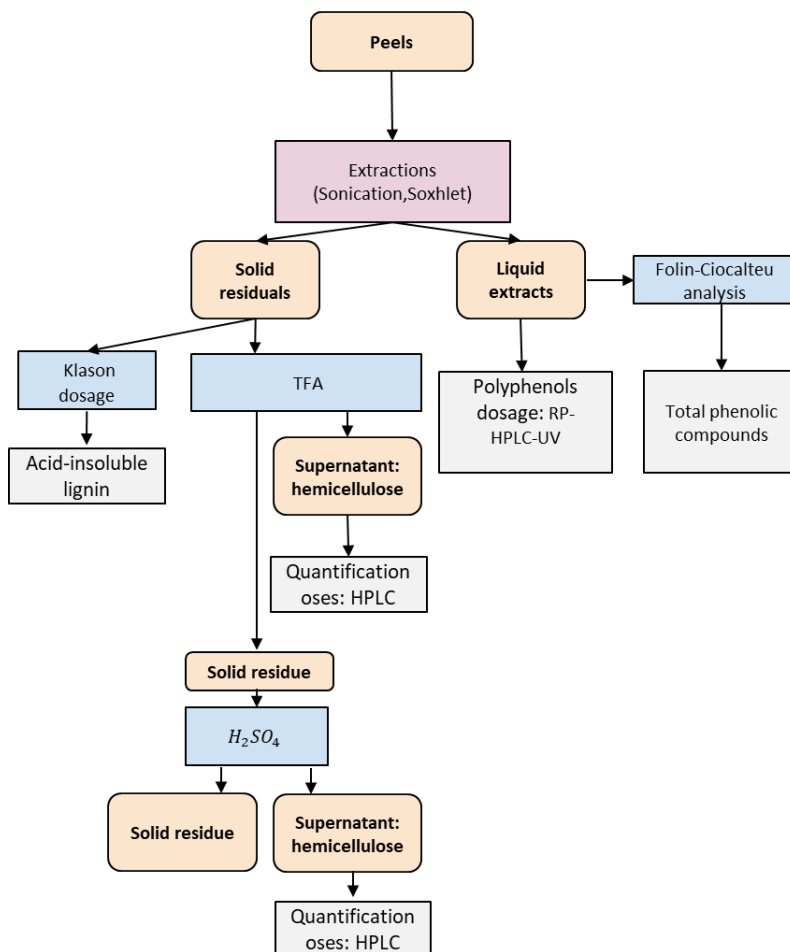 Peels
Extractions
(Sonication,Soxhlet)
Solid
residuals
Liquid
extracts
Folin-Ciocalteu
analysis
Klason
dosage
TFA
Polyphenols
dosage: RP-
HPLC-UV
Total phenolic
compounds
Acid-insoluble
lignin
Supernatant:
hemicellulose
Quantification
oses: HPLC
Solid residue
H₂SO₄
Solid residue
Supernatant:
hemicellulose
Quantification
oses: HPLC